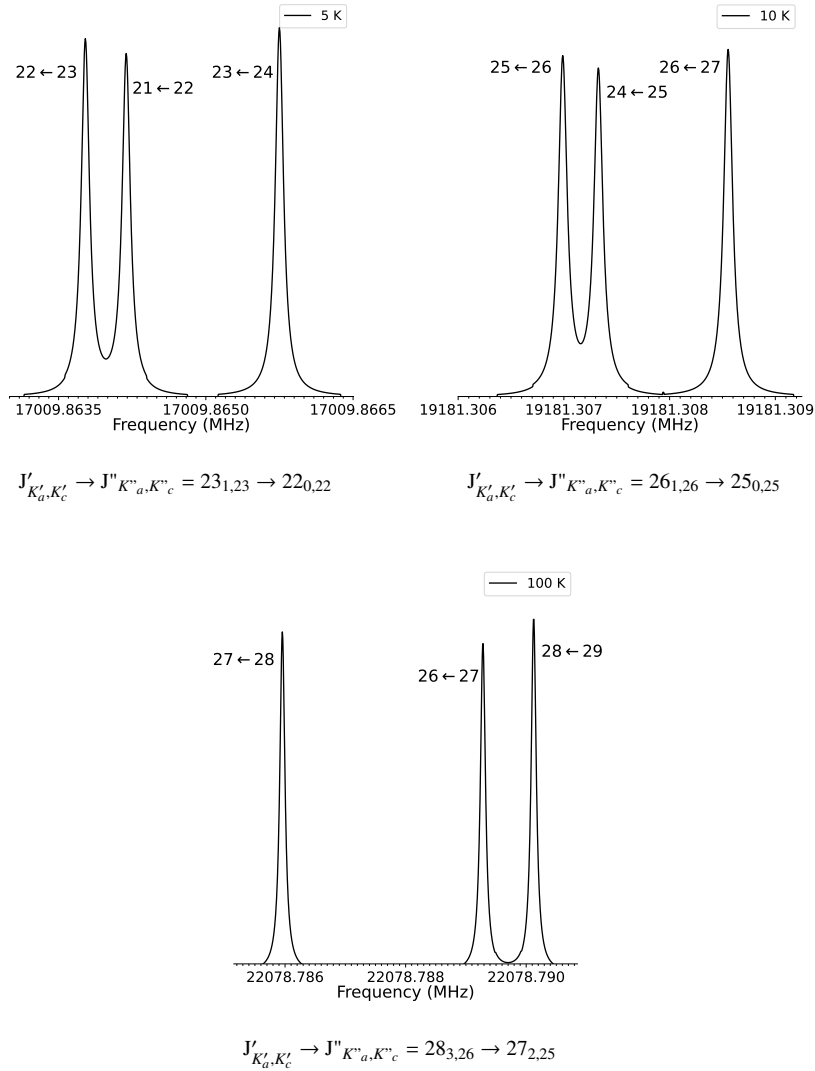 5 K
10 K
22←23
21←22
23←24
25←26
24←25
26←27
17009.8635 17009.8650 17009.8665
Frequency (MHz)
19181.306 19181.307 19181.308 19181.309
Frequency (MHz)
J′K′a,K′c → J"K”a,K”c = 231,23 → 220,22
J′K′a,K′c → J"K”a,K”c = 261,26 → 250,25
100 K
27←28
26←27
28←29
22078.786 22078.788 22078.790
Frequency (MHz)
J′K′a,K′c → J"K”a,K”c = 283,26 → 272,25